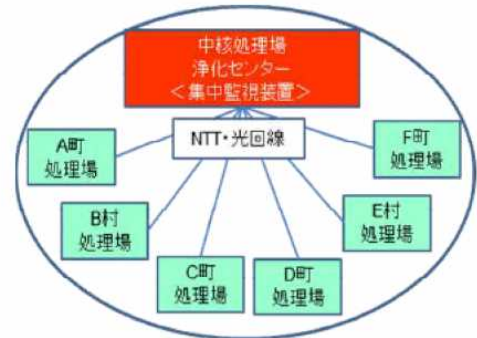 中核処理場
浄化センター
＜集中監視装置＞
NTT・光回線
A町
処理場
F町
処理場
B村
処理場
E村
処理場
C町
処理場
D町
処理場